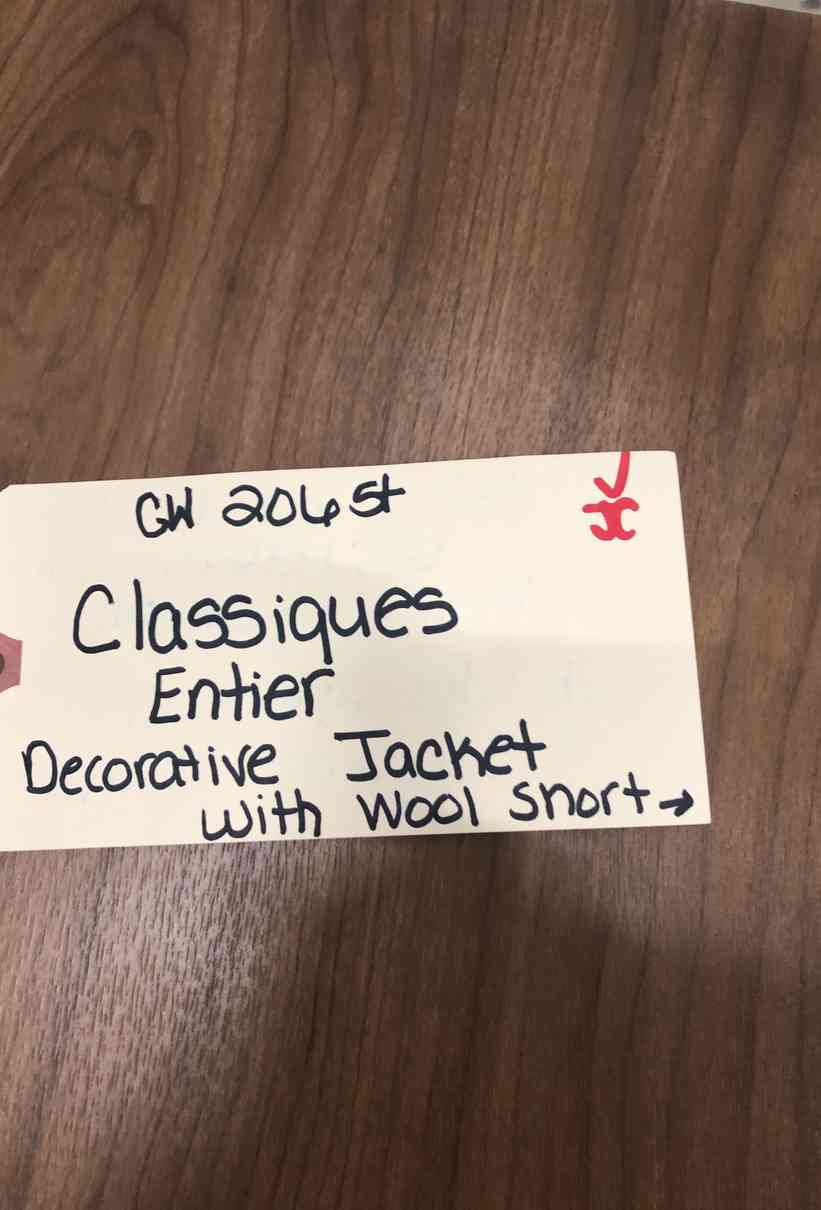 GW 206 St
Classiques
Entier
Decorative Jacket
with Wool Short →